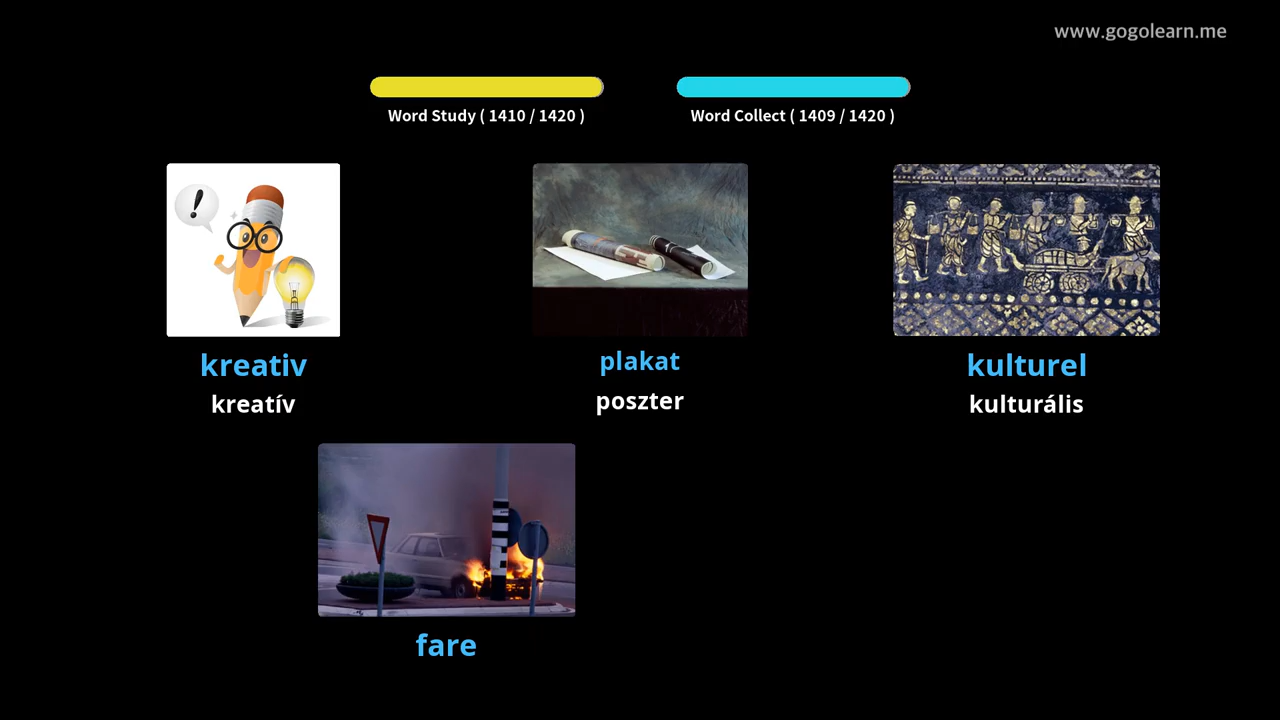 www.gogolearn.me
Word Study ( 1410 / 1420 )
Word Collect ( 1409 / 1420 )
kreativ
kreatív
plakat
poszter
kulturel
kulturális
fare